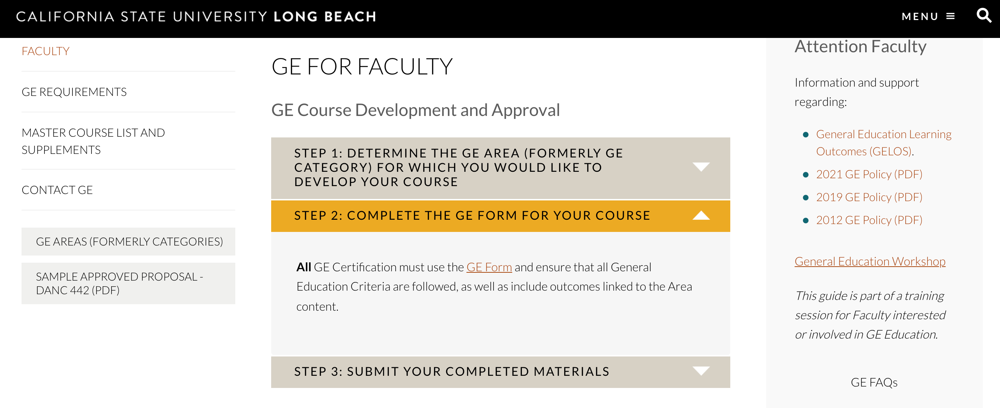 CALIFORNIA STATE UNIVERSITY LONG BEACH
MENU
FACULTY
GE REQUIREMENTS
MASTER COURSE LIST AND
SUPPLEMENTS
CONTACT GE
GE AREAS (FORMERLY CATEGORIES)
SAMPLE APPROVED PROPOSAL -
DANC 442 (PDF)
GE FOR FACULTY
GE Course Development and Approval
STEP 1: DETERMINE THE GE AREA (FORMERLY GE
CATEGORY) FOR WHICH YOU WOULD LIKE TO
DEVELOP YOUR COURSE
STEP 2: COMPLETE THE GE FORM FOR YOUR COURSE
All GE Certification must use the GE Form and ensure that all General
Education Criteria are followed, as well as include outcomes linked to the Area
content.
STEP 3: SUBMIT YOUR COMPLETED MATERIALS
Attention Faculty
Information and support
regarding:
General Education Learning
Outcomes (GELOS).
2021 GE Policy (PDF)
2019 GE Policy (PDF)
2012 GE Policy (PDF)
General Education Workshop
This guide is part of a training
session for Faculty interested
or involved in GE Education.
GE FAQs